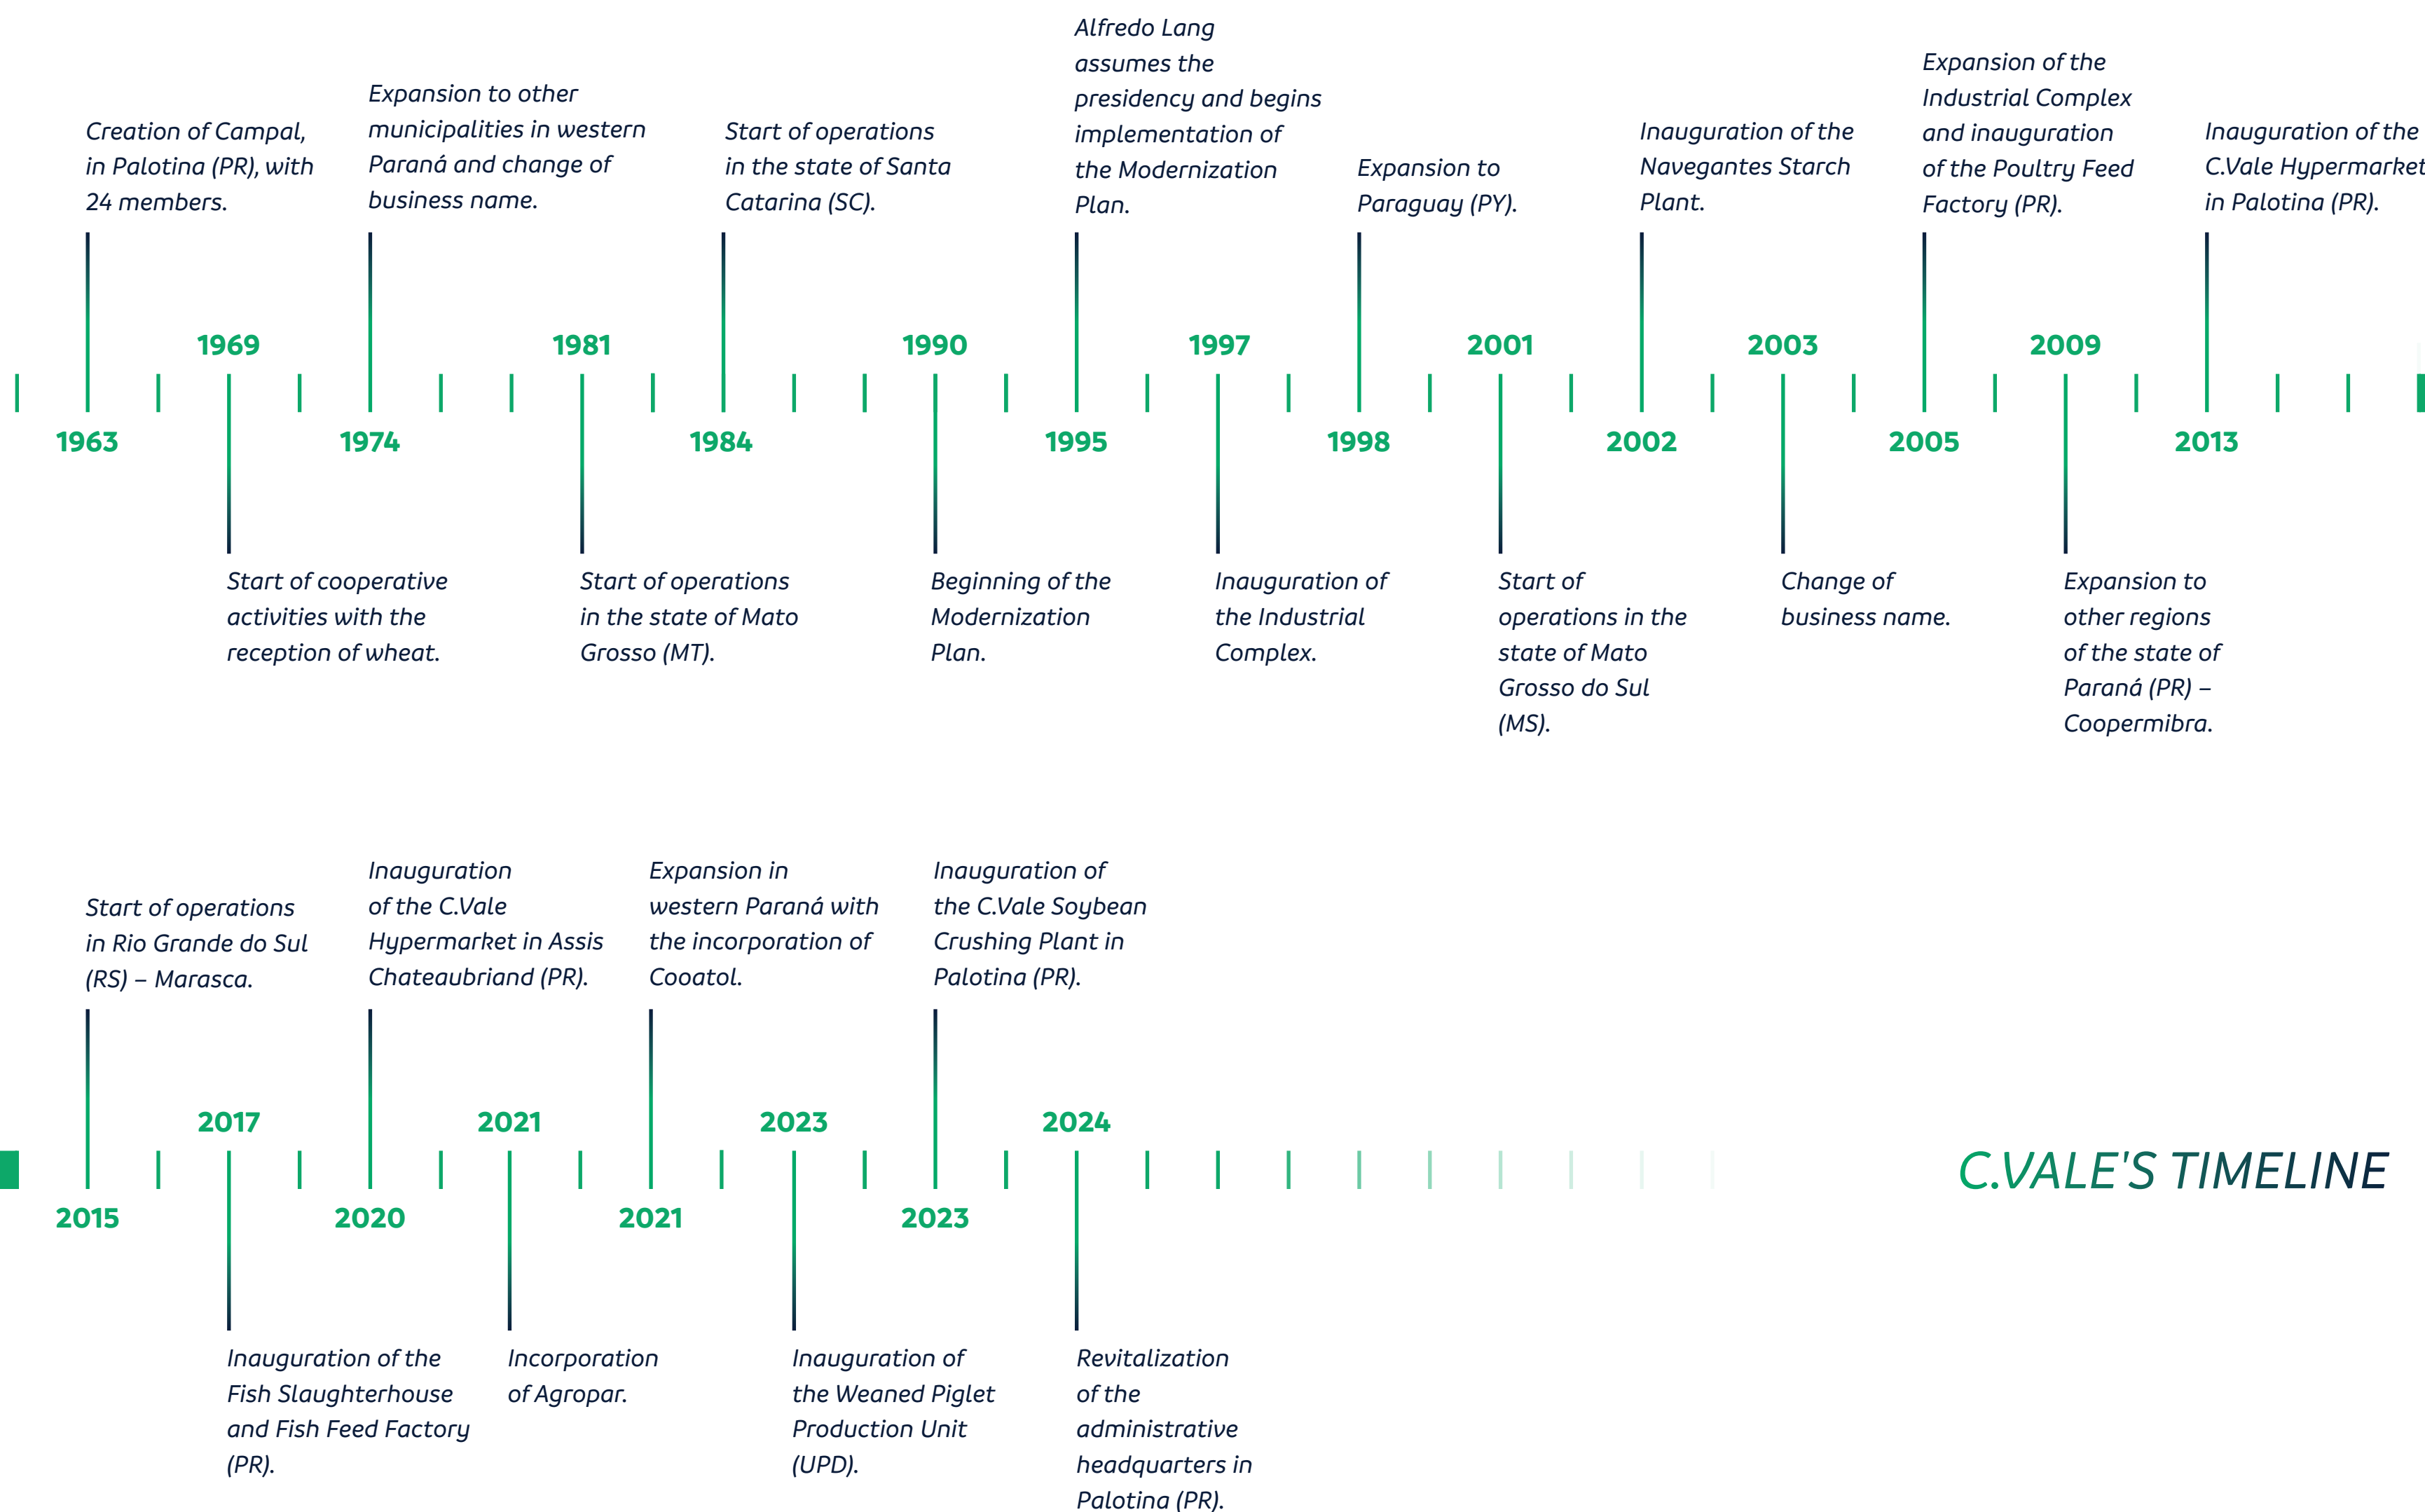 Creation of Campal,
in Palotina (PR), with
24 members.
1963
1969
Start of cooperative
activities with the
reception of wheat.
Expansion to other
municipalities in western
Paraná and change of
business name.
1974
1981
Start of operations
in the state of Mato
Grosso (MT).
Start of operations
in the state of Santa
Catarina (SC).
1984
1990
Beginning of the
Modernization
Plan.
Alfredo Lang
assumes the
presidency and begins
implementation of
the Modernization
Plan.
1995
1997
Inauguration of
the Industrial
Complex.
Expansion to
Paraguay (PY).
1998
2001
Start of
operations in the
state of Mato
Grosso do Sul
(MS).
Inauguration of the
Navegantes Starch
Plant.
2002
2003
Change of
business name.
Expansion of the
Industrial Complex
and inauguration
of the Poultry Feed
Factory (PR).
2005
2009
Expansion to
other regions
of the state of
Paraná (PR) –
Coopermibra.
Inauguration of the
C.Vale Hypermarket
in Palotina (PR).
2013
Start of operations
in Rio Grande do Sul
(RS) – Marasca.
2015
2017
Inauguration of the
Fish Slaughterhouse
and Fish Feed Factory
(PR).
Inauguration
of the C.Vale
Hypermarket in Assis
Chateaubriand (PR).
2020
2021
Incorporation
of Agropar.
Expansion in
western Paraná with
the incorporation of
Cooatol.
2021
2023
Inauguration of
the Weaned Piglet
Production Unit
(UPD).
Inauguration of
the C.Vale Soybean
Crushing Plant in
Palotina (PR).
2023
2024
Revitalization
of the
administrative
headquarters in
Palotina (PR).
C.VALE'S TIMELINE